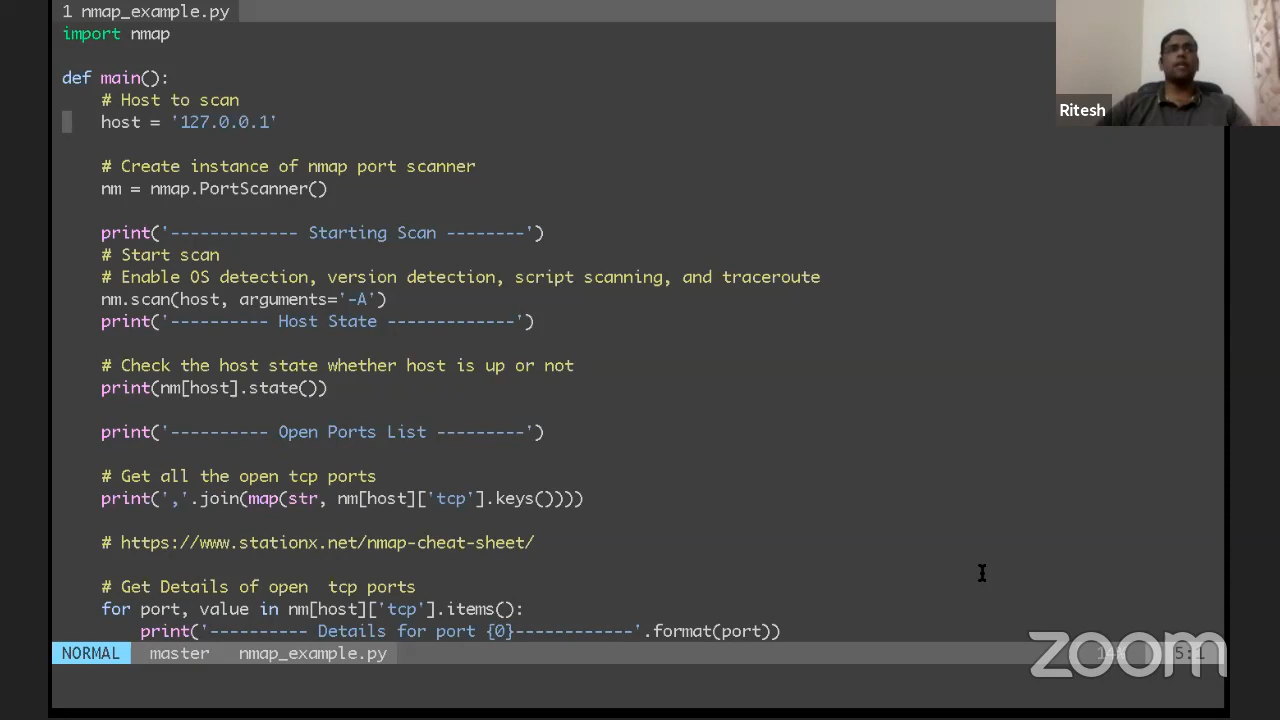 1 nmap_example.py
import nmap
def main():
# Host to scan
host = '127.0.0.1'
# Create instance of nmap port scanner
nm = nmap.PortScanner()
print('------------- Starting Scan --------')
# Start scan
# Enable OS detection, version detection, script scanning, and traceroute
nm.scan(host, arguments='-A')
print('---------- Host State -------------')
# Check the host state whether host is up or not
print(nm[host].state())
print('---------- Open Ports List ---------')
# Get all the open tcp ports
print(','.join(map(str, nm[host]['tcp'].keys())))
# https://www.stationx.net/nmap-cheat-sheet/
# Get Details of open  tcp ports
for port, value in nm[host]['tcp'].items():
print('---------- Details for port {0}------------'.format(port))
NORMAL master nmap_example.py 5:1
Ritesh
zoom